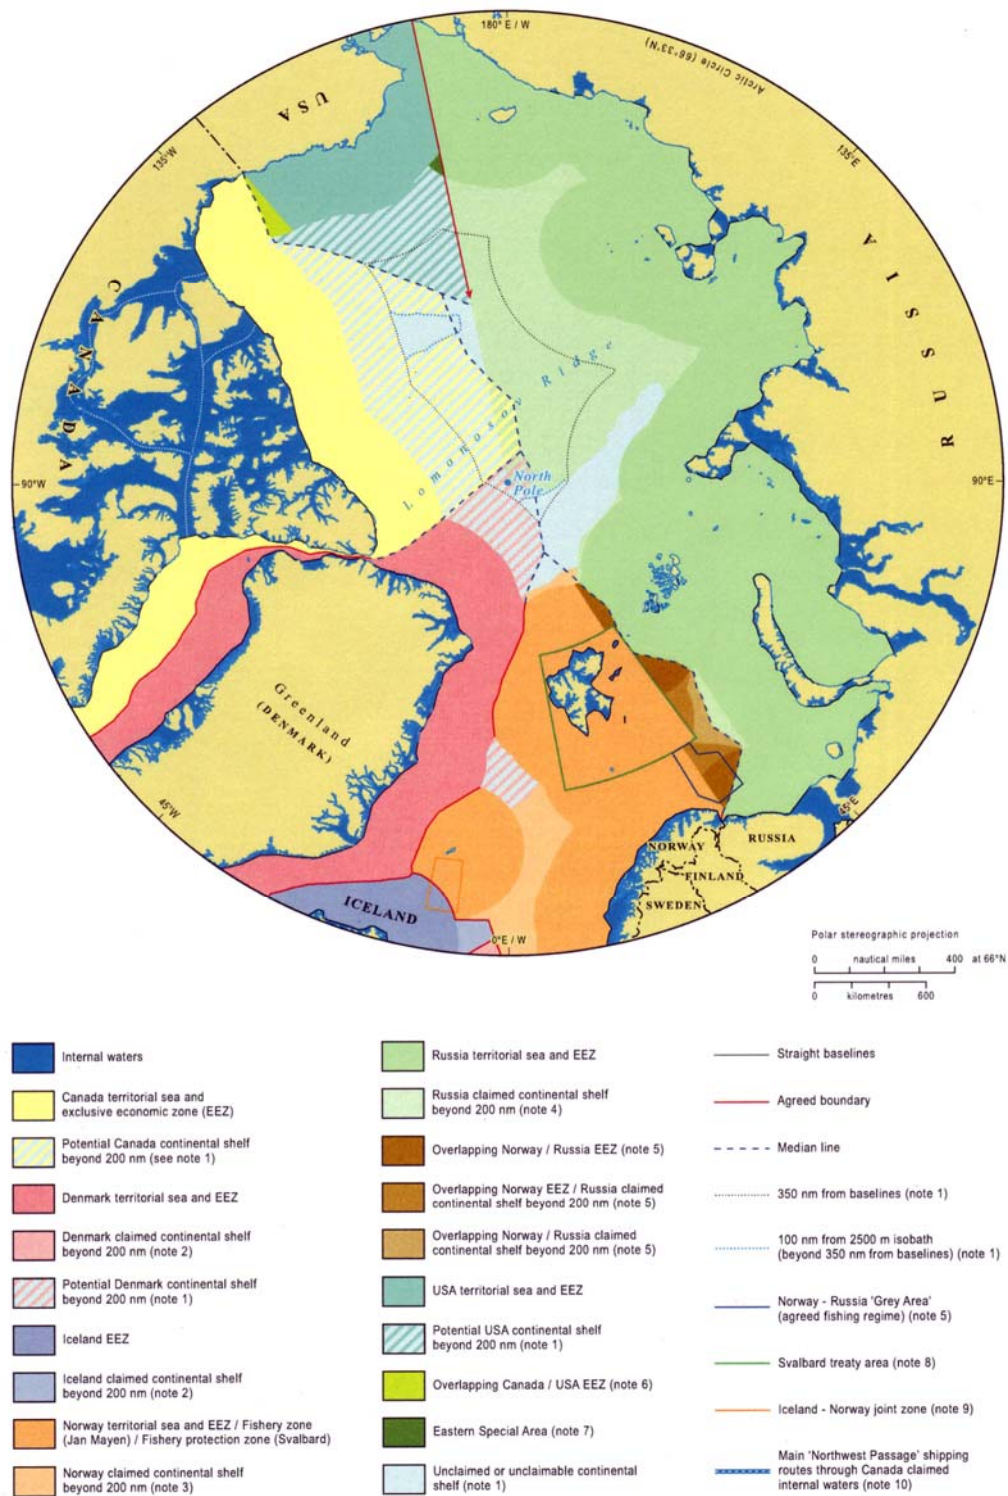 180° E / W
Arctic Circle (66°33'N)
USA
135°W
135°E
CANADA
RUSSIA
Lomonosov Ridge
North
Pole
90°W
90°E
Greenland
(DENMARK)
45°W
45°E
NORWAY
RUSSIA
FINLAND
SWEDEN
ICELAND
0°E / W
Polar stereographic projection
0 nautical miles 400 at 66°N
0 kilometres 600
Internal waters
Canada territorial sea and
exclusive economic zone (EEZ)
Potential Canada continental shelf
beyond 200 nm (see note 1)
Denmark territorial sea and EEZ
Denmark claimed continental shelf
beyond 200 nm (note 2)
Potential Denmark continental shelf
beyond 200 nm (note 1)
Iceland EEZ
Iceland claimed continental shelf
beyond 200 nm (note 2)
Norway territorial sea and EEZ / Fishery zone
(Jan Mayen) / Fishery protection zone (Svalbard)
Norway claimed continental shelf
beyond 200 nm (note 3)
Russia territorial sea and EEZ
Russia claimed continental shelf
beyond 200 nm (note 4)
Overlapping Norway / Russia EEZ (note 5)
Overlapping Norway EEZ / Russia claimed
continental shelf beyond 200 nm (note 5)
Overlapping Norway / Russia claimed
continental shelf beyond 200 nm (note 5)
USA territorial sea and EEZ
Potential USA continental shelf
beyond 200 nm (note 1)
Overlapping Canada / USA EEZ (note 6)
Eastern Special Area (note 7)
Unclaimed or unclaimable continental
shelf (note 1)
Straight baselines
Agreed boundary
Median line
350 nm from baselines (note 1)
100 nm from 2500 m isobath
(beyond 350 nm from baselines) (note 1)
Norway - Russia 'Grey Area'
(agreed fishing regime) (note 5)
Svalbard treaty area (note 8)
Iceland - Norway joint zone (note 9)
Main 'Northwest Passage' shipping
routes through Canada claimed
internal waters (note 10)